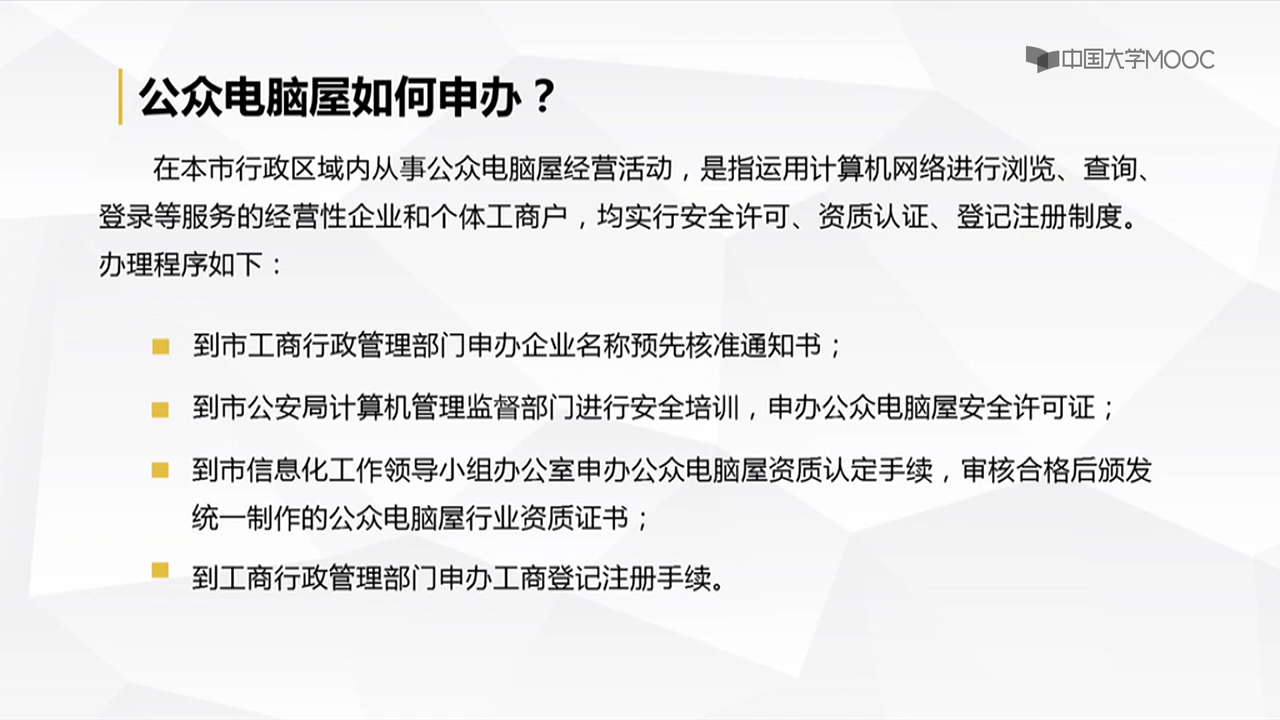 中国大学MOOC
公众电脑屋如何申办？
在本市行政区域内从事公众电脑屋经营活动，是指运用计算机网络进行浏览、查询、
登录等服务的经营性企业和个体工商户，均实行安全许可、资质认证、登记注册制度。
办理程序如下：
到市工商行政管理部门申办企业名称预先核准通知书；
到市公安局计算机管理监督部门进行安全培训，申办公众电脑屋安全许可证；
到市信息化工作领导小组办公室申办公众电脑屋资质认定手续，审核合格后颁发
统一制作的公众电脑屋行业资质证书；
到工商行政管理部门申办工商登记注册手续。